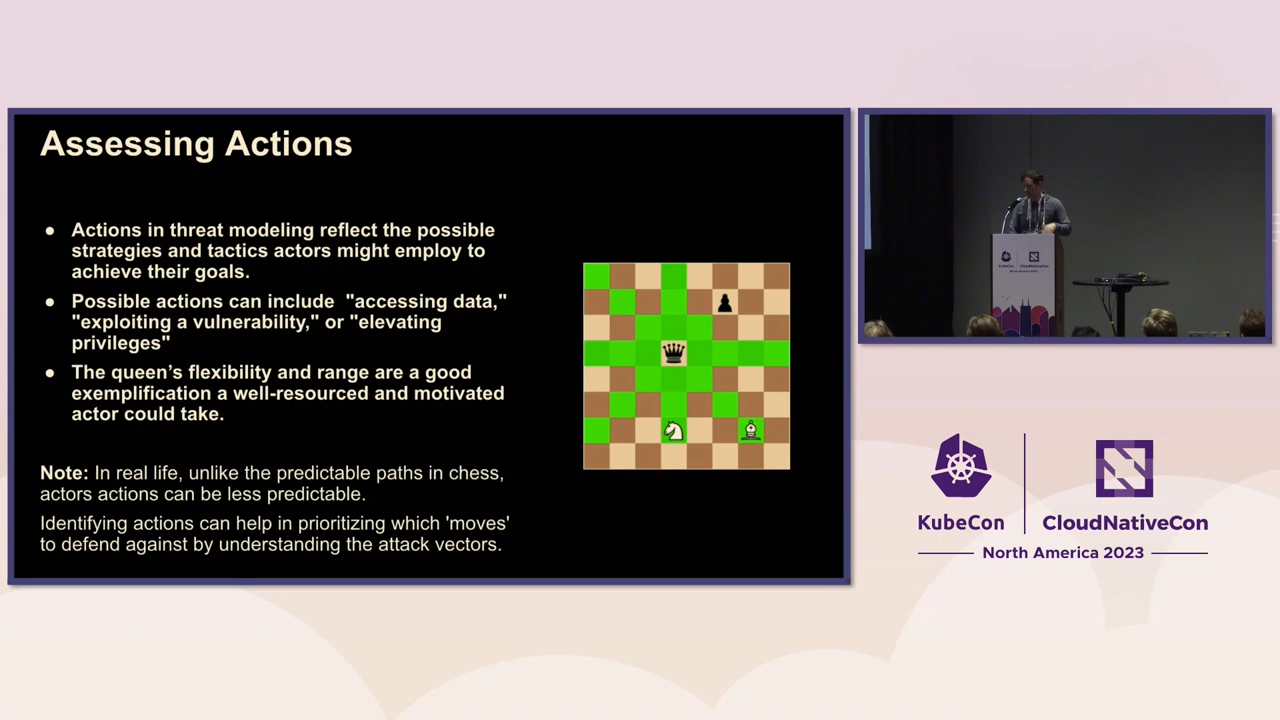 Assessing Actions
● Actions in threat modeling reflect the possible
strategies and tactics actors might employ to
achieve their goals.
● Possible actions can include  "accessing data,"
"exploiting a vulnerability," or "elevating
privileges"
● The queen's flexibility and range are a good
exemplification a well-resourced and motivated
actor could take.
Note: In real life, unlike the predictable paths in chess,
actors actions can be less predictable.
Identifying actions can help in prioritizing which 'moves'
to defend against by understanding the attack vectors.
KubeCon
CloudNativeCon
KubeCon
CloudNativeCon
North America 2023